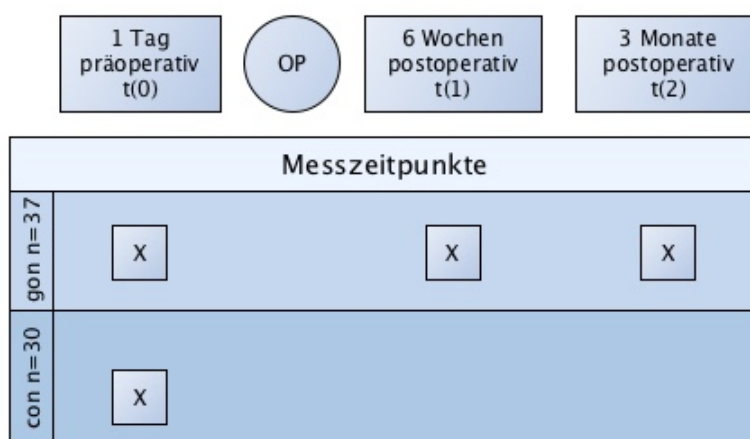 1 Tag
präoperativ
t(0)
OP
6 Wochen
postoperativ
t(1)
3 Monate
postoperativ
t(2)
Messzeitpunkte
gon n=37
X
X
X
con n=30
X